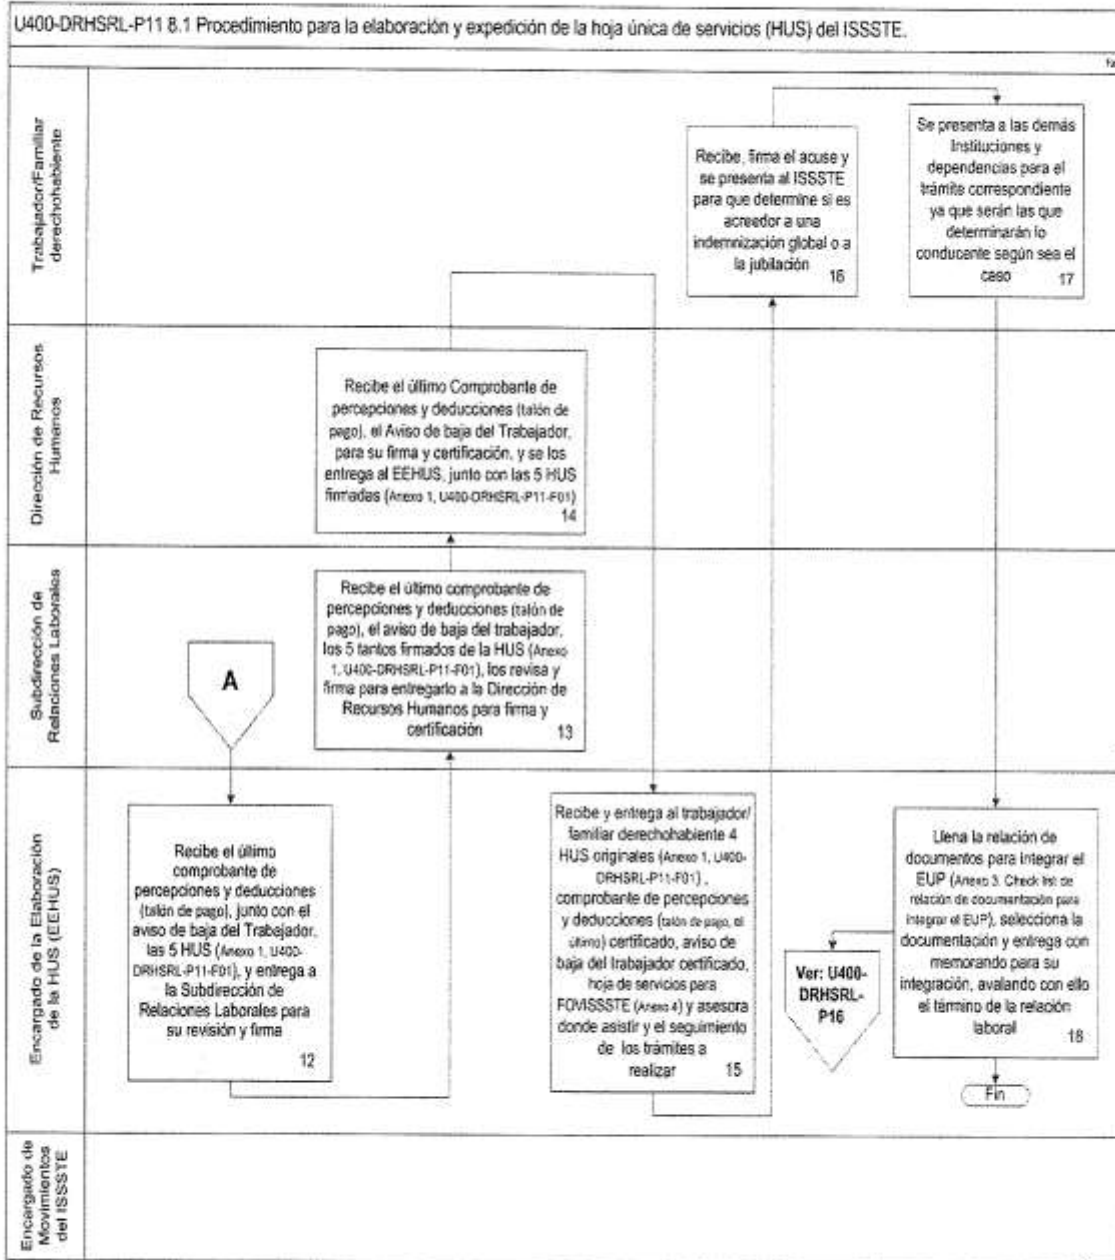 U400-DRHSRL-P11 8.1 Procedimiento para la elaboración y expedición de la hoja única de servicios (HUS) del ISSSTE.
Trabajador/Familiar
derechohabiente
Recibe, firma el acuse y
se presenta al ISSSTE
para que determine si es
acreedor a una
indemnización global o a
la jubilación
16
Se presenta a las demás
Instituciones y
dependencias para el
trámite correspondiente
ya que serán las que
determinarán lo
conducante según sea el
caso
17
Dirección de Recursos
Humanos
Recibe el último Comprobante de
percepciones y deducciones (talón de
pago), el Aviso de baja del Trabajador,
para su firma y certificación, y se los
entrega al EEHUS, junto con las 5 HUS
firmadas (Anexo 1, U400-DRHSRL-P11-F01)
14
Subdirección de
Relaciones Laborales
A
Recibe el último comprobante de
percepciones y deducciones (talón de
pago), el aviso de baja del trabajador,
los 5 tantos firmados de la HUS (Anexo
1, U400-DRHSRL-P11-F01), los revisa y
firma para entregarlo a la Dirección de
Recursos Humanos para firma y
certificación
13
Encargado de la Elaboración
de la HUS (EEHUS)
Recibe el último
comprobante de
percepciones y deducciones
(talón de pago), junto con el
aviso de baja del Trabajador,
las 5 HUS (Anexo 1, U400-
DRHSRL-P11-F01), y entrega a
la Subdirección de
Relaciones Laborales para
su revisión y firma
12
Recibe y entrega al trabajador/
familiar derechohabiente 4
HUS originales (Anexo 1, U400-
DRHSRL-P11-F01) ,
comprobante de percepciones
y deducciones (talón de pago, el
último) certificado, aviso de
baja del trabajador certificado,
hoja de servicios para
FOVISSSTE (Anexo 4) y asesora
donde asistir y el seguimiento
de los trámites a
realizar
15
Ver: U400-
DRHSRL-
P16
Llena la relación de
documentos para integrar el
EUP (Anexo 3. Check list de
relación de documentación para
integrar el EUP), selecciona la
documentación y entrega con
memorando para su
integración, avalando con ello
el término de la relación
laboral
18
Fin
Encargado de
Movimientos
del ISSSTE